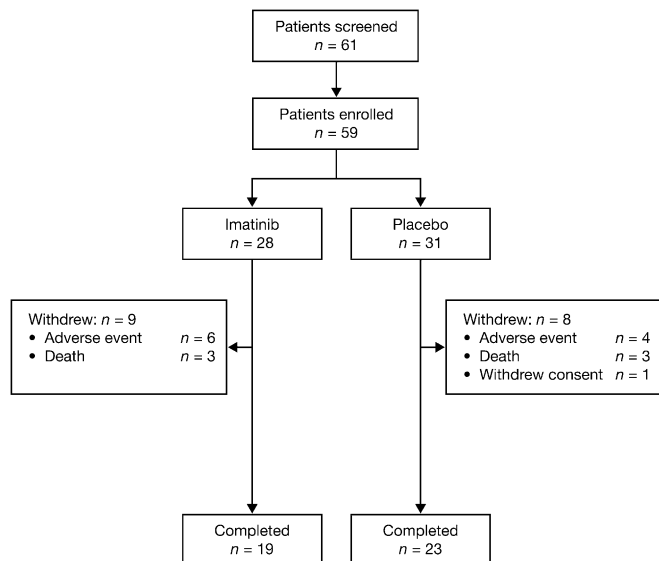 Patients screened
n = 61
Patients enrolled
n = 59
Imatinib
n = 28
Placebo
n = 31
Withdrew: n = 9
• Adverse event n = 6
• Death n = 3
Withdrew: n = 8
• Adverse event n = 4
• Death n = 3
• Withdrew consent n = 1
Completed
n = 19
Completed
n = 23